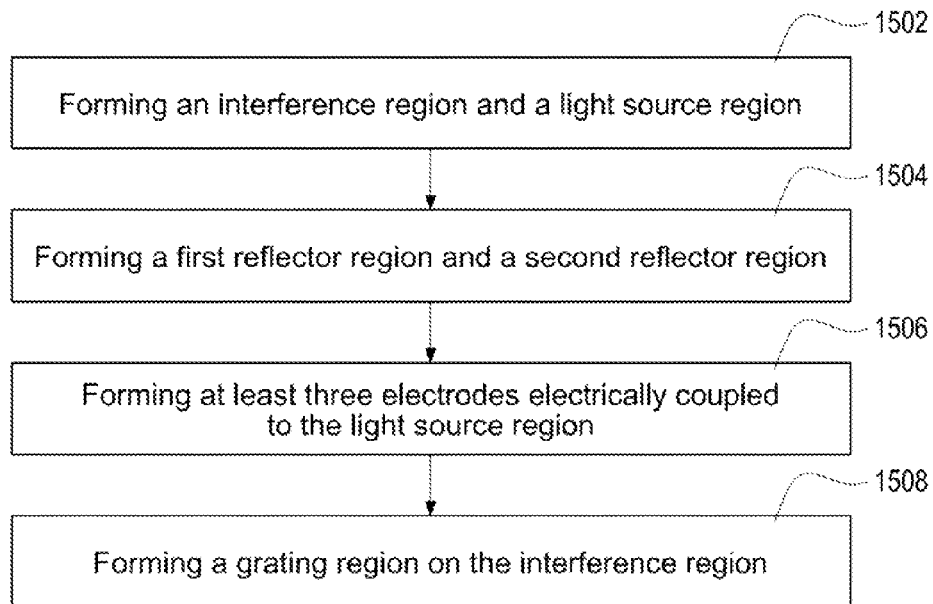 1502
Forming an interference region and a light source region
1504
Forming a first reflector region and a second reflector region
1506
Forming at least three electrodes electrically coupled
to the light source region
1508
Forming a grating region on the interference region